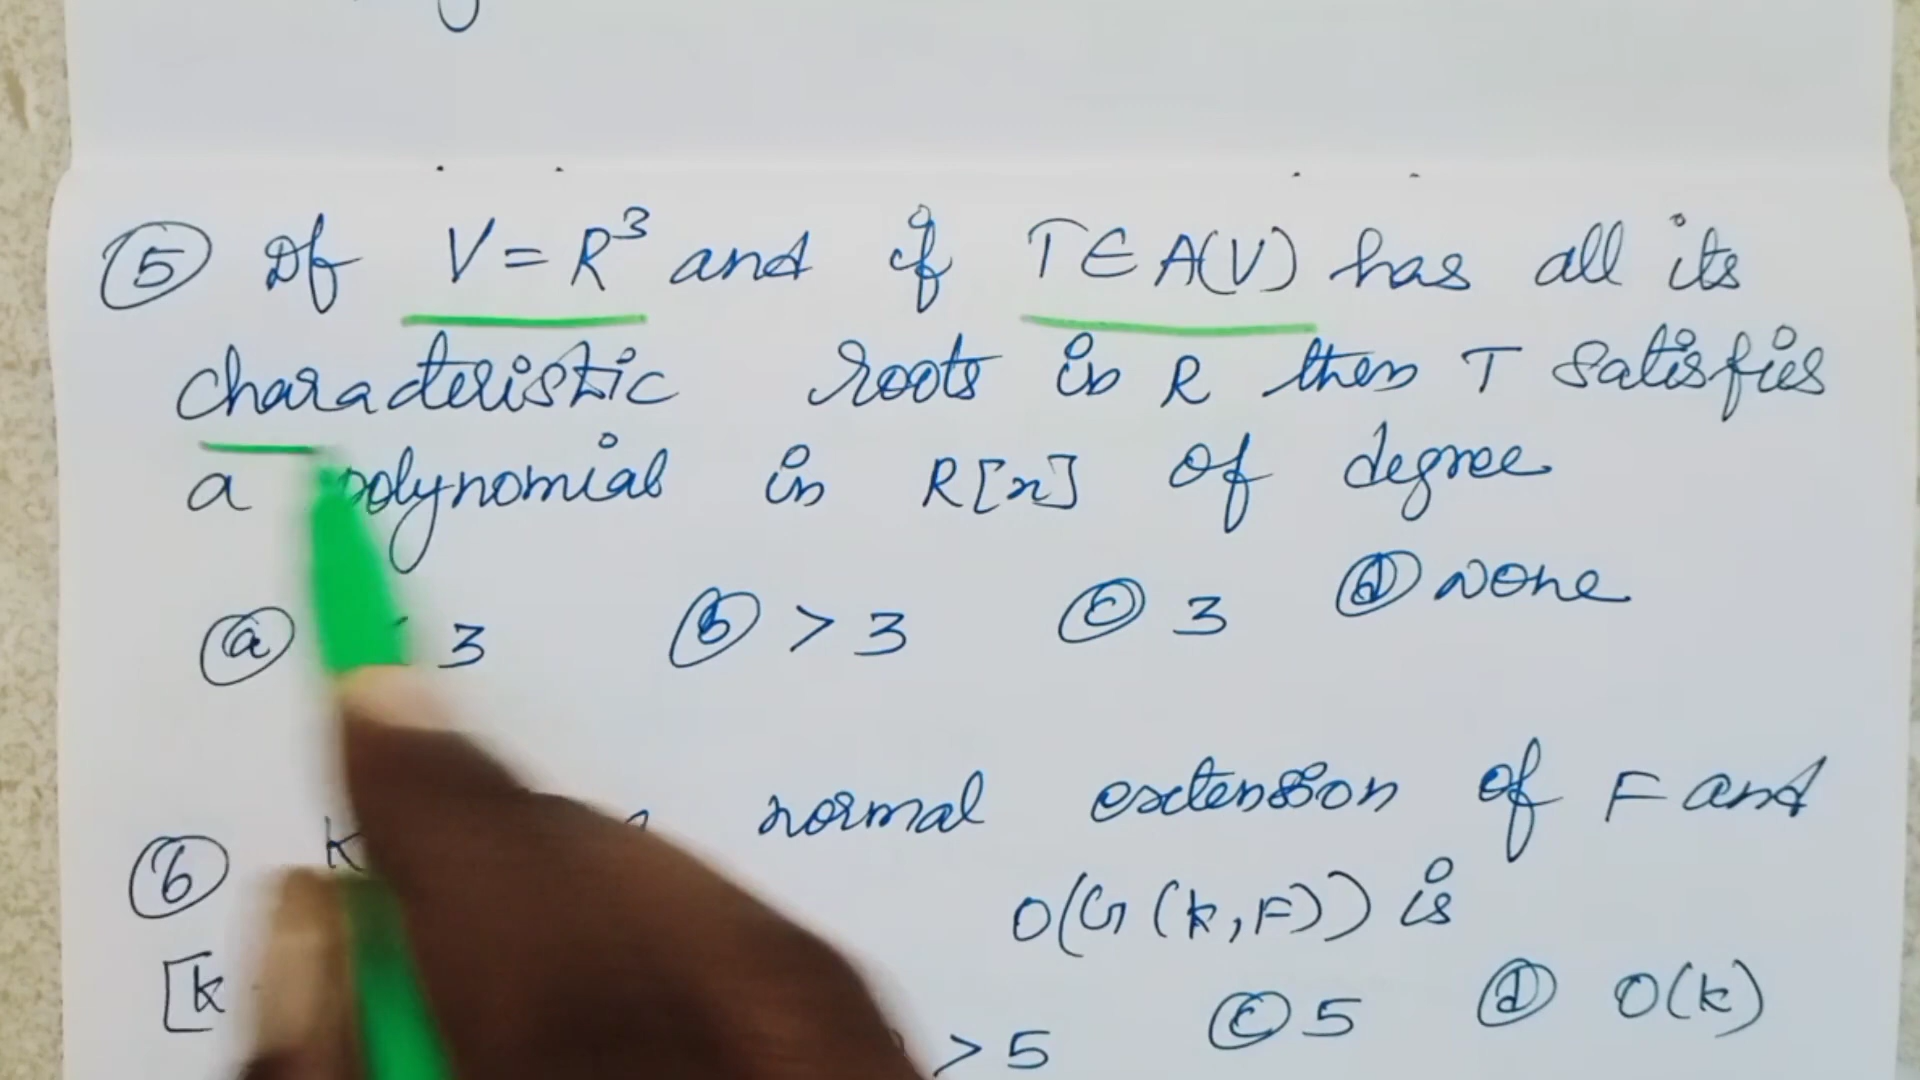 ⑤ If V = R³ and if T ∈ A(V) has all its
characteristic roots in R then T satisfies
a polynomial in R[x] of degree
ⓐ 3 ⓑ > 3 ⓒ 3 ⓓ None
⑥ K normal extension of F and
[K O(G(K,F)) is
> 5 ⓒ 5 ⓓ O(K)